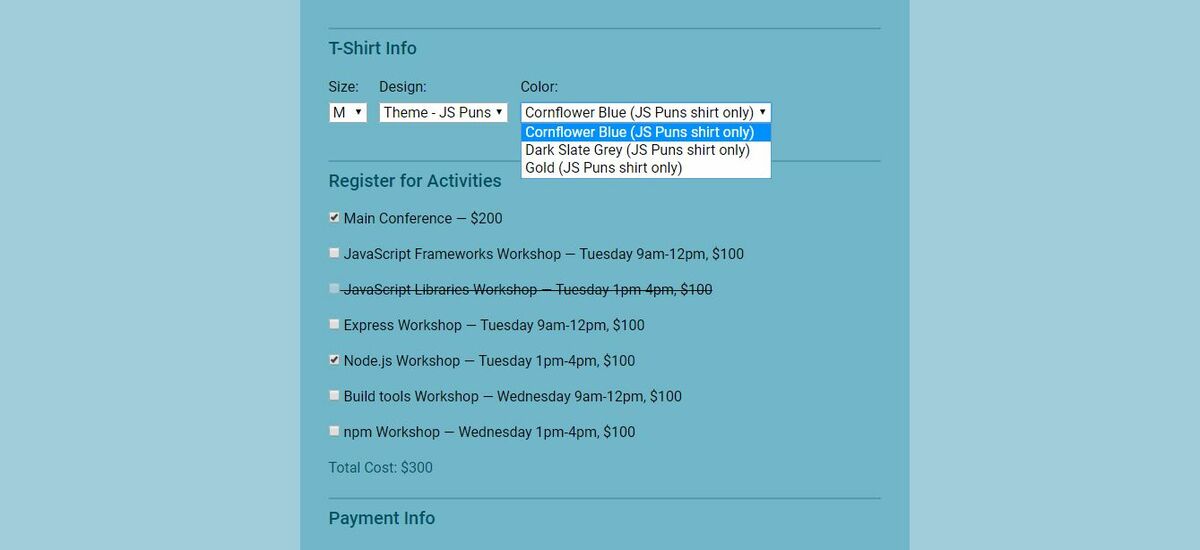 T-Shirt Info
Size: Design: Color:
M Theme - JS Puns Cornflower Blue (JS Puns shirt only)
Cornflower Blue (JS Puns shirt only)
Dark Slate Grey (JS Puns shirt only)
Gold (JS Puns shirt only)
Register for Activities
Main Conference — $200
JavaScript Frameworks Workshop — Tuesday 9am-12pm, $100
JavaScript Libraries Workshop — Tuesday 1pm-4pm, $100
Express Workshop — Tuesday 9am-12pm, $100
Node.js Workshop — Tuesday 1pm-4pm, $100
Build tools Workshop — Wednesday 9am-12pm, $100
npm Workshop — Wednesday 1pm-4pm, $100
Total Cost: $300
Payment Info